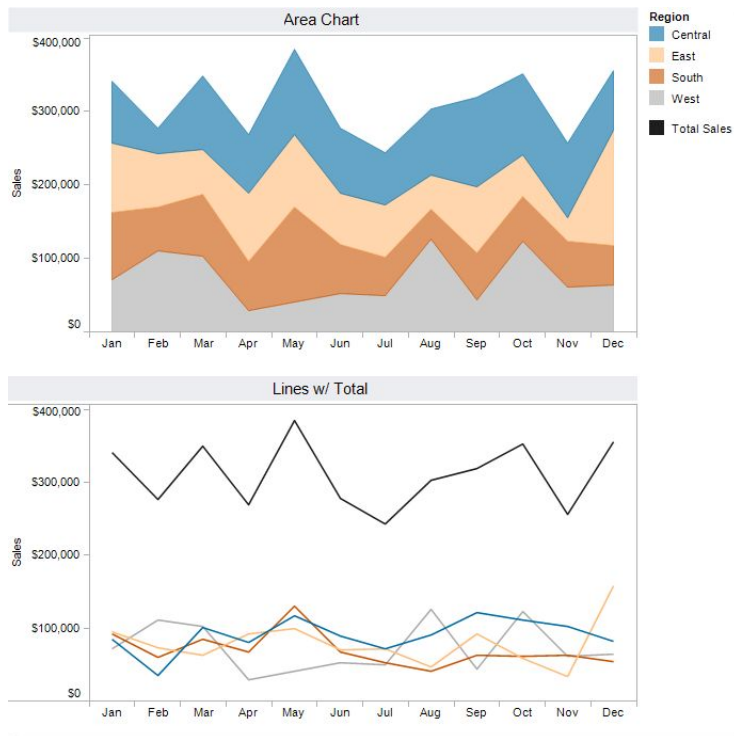 Area Chart
Region
Central
East
South
West
Total Sales
$400,000
$300,000
$200,000
$100,000
$0
Sales
Jan Feb Mar Apr May Jun Jul Aug Sep Oct Nov Dec
Lines w/ Total
$400,000
$300,000
$200,000
$100,000
$0
Sales
Jan Feb Mar Apr May Jun Jul Aug Sep Oct Nov Dec